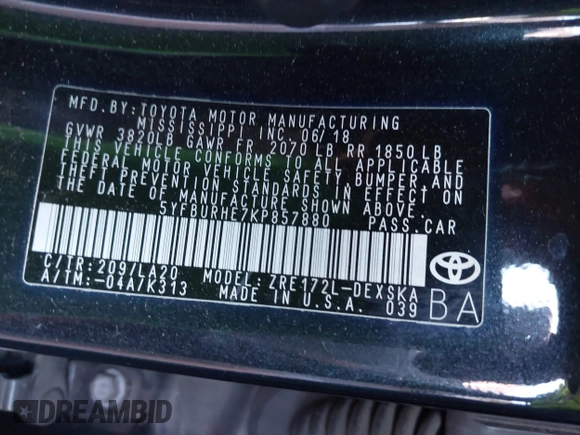 MFD. BY: TOYOTA MOTOR MANUFACTURING
MISSISSIPPI INC. 06/18
GVWR 3820LB GAWR FR 2070 LB RR 1850 LB
THIS VEHICLE CONFORMS TO ALL APPLICABLE
FEDERAL MOTOR VEHICLE SAFETY, BUMPER, AND
THEFT PREVENTION STANDARDS IN EFFECT ON
THE DATE OF MANUFACTURE SHOWN ABOVE.
5YFBURHE7KP857880 PASS. CAR
C/TR: 209/LA20 MODEL: ZRE172L-DEXSKA
A/TM: -04A/K313 MADE IN U.S.A. 039
BA
DREAMBID